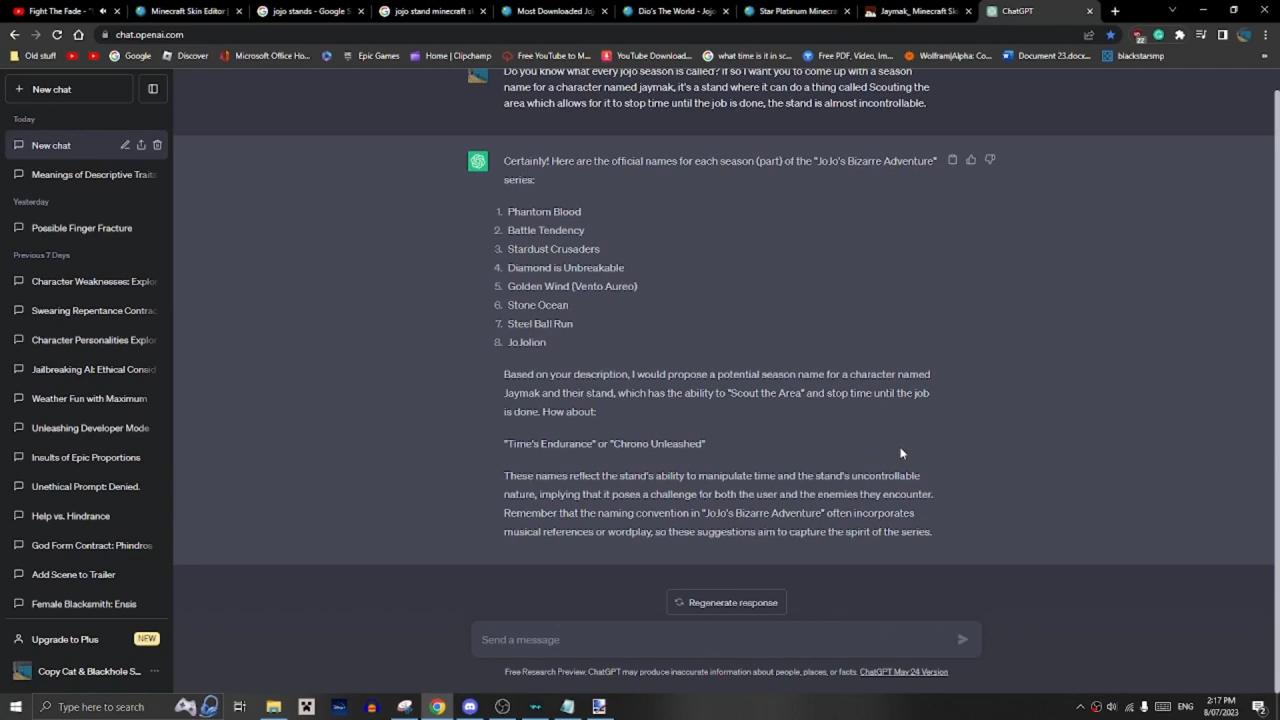 Flight The Fade - "
Minecraft Skin Editor
jojo stands - Google S
jojo stand minecraft sk
Most Downloaded Jo
Dio's The World - Jo
Star Platinum Minecra
Jaymak, Minecraft Ski
ChatGPT
chat.openai.com
Old stuff
Google
Discover
Microsoft Office Ho...
Epic Games
Home | Clipchamp
Free YouTube to M...
YouTube Download...
what time is it in sc...
Free PDF, Video, Im...
Wolfram|Alpha: Co...
Document 23.docx...
blackstarsmp
New chat
Today
New chat
Meanings of Descriptive Traits
Yesterday
Possible Finger Fracture
Previous 7 Days
Character Weaknesses: Explor
Swearing Repentance Contrac
Character Personalities Explor
Jailbreaking AI: Ethical Consid
Weather Fun with Maximum
Unleashing Developer Mode
Insults of Epic Proportions
Unethical Prompt: Denied.
Help vs. Hindrance
God Form Contract: Phindros
Add Scene to Trailer
Female Blacksmith: Ensis
Upgrade to Plus
NEW
Copy Cat & Blackhole S...
Do you know what every jojo season is called? If so I want you to come up with a season
name for a character named jaymak, it's a stand where it can do a thing called Scouting the
area which allows for it to stop time until the job is done, the stand is almost incontrollable.
Certainly! Here are the official names for each season (part) of the "JoJo's Bizarre Adventure"
series:
1. Phantom Blood
2. Battle Tendency
3. Stardust Crusaders
4. Diamond is Unbreakable
5. Golden Wind (Vento Aureo)
6. Stone Ocean
7. Steel Ball Run
8. JoJolion
Based on your description, I would propose a potential season name for a character named
Jaymak and their stand, which has the ability to "Scout the Area" and stop time until the job
is done. How about:
"Time's Endurance" or "Chrono Unleashed"
These names reflect the stand's ability to manipulate time and the stand's uncontrollable
nature, implying that it poses a challenge for both the user and the enemies they encounter.
Remember that the naming convention in "JoJo's Bizarre Adventure" often incorporates
musical references or wordplay, so these suggestions aim to capture the spirit of the series.
Regenerate response
Send a message
Free Research Preview. ChatGPT may produce inaccurate information about people, places, or facts. ChatGPT May 24 Version
Type here to search
ENG
2:17 PM
8/07/2023